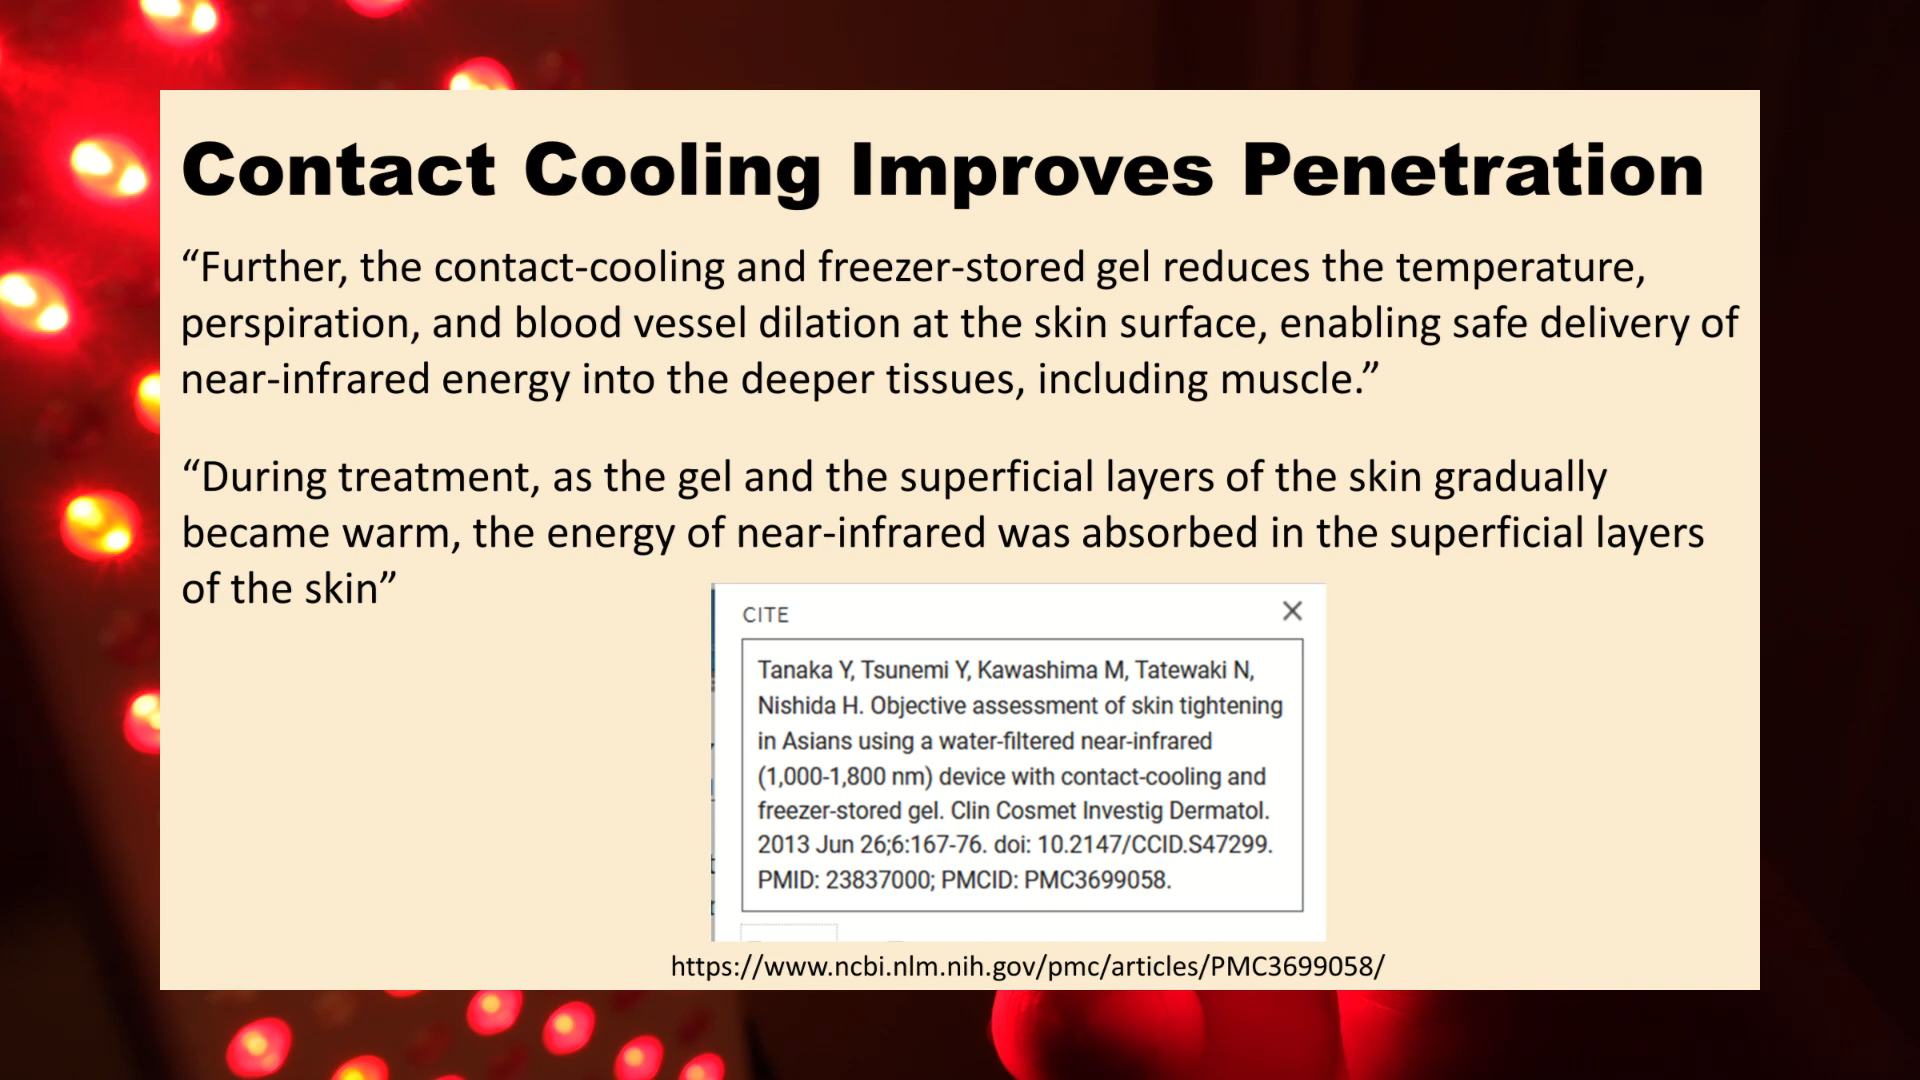 Contact Cooling Improves Penetration
“Further, the contact-cooling and freezer-stored gel reduces the temperature,
perspiration, and blood vessel dilation at the skin surface, enabling safe delivery of
near-infrared energy into the deeper tissues, including muscle.”
“During treatment, as the gel and the superficial layers of the skin gradually
became warm, the energy of near-infrared was absorbed in the superficial layers
of the skin”
CITE
Tanaka Y, Tsunemi Y, Kawashima M, Tatewaki N,
Nishida H. Objective assessment of skin tightening
in Asians using a water-filtered near-infrared
(1,000-1,800 nm) device with contact-cooling and
freezer-stored gel. Clin Cosmet Investig Dermatol.
2013 Jun 26;6:167-76. doi: 10.2147/CCID.S47299.
PMID: 23837000; PMCID: PMC3699058.
https://www.ncbi.nlm.nih.gov/pmc/articles/PMC3699058/